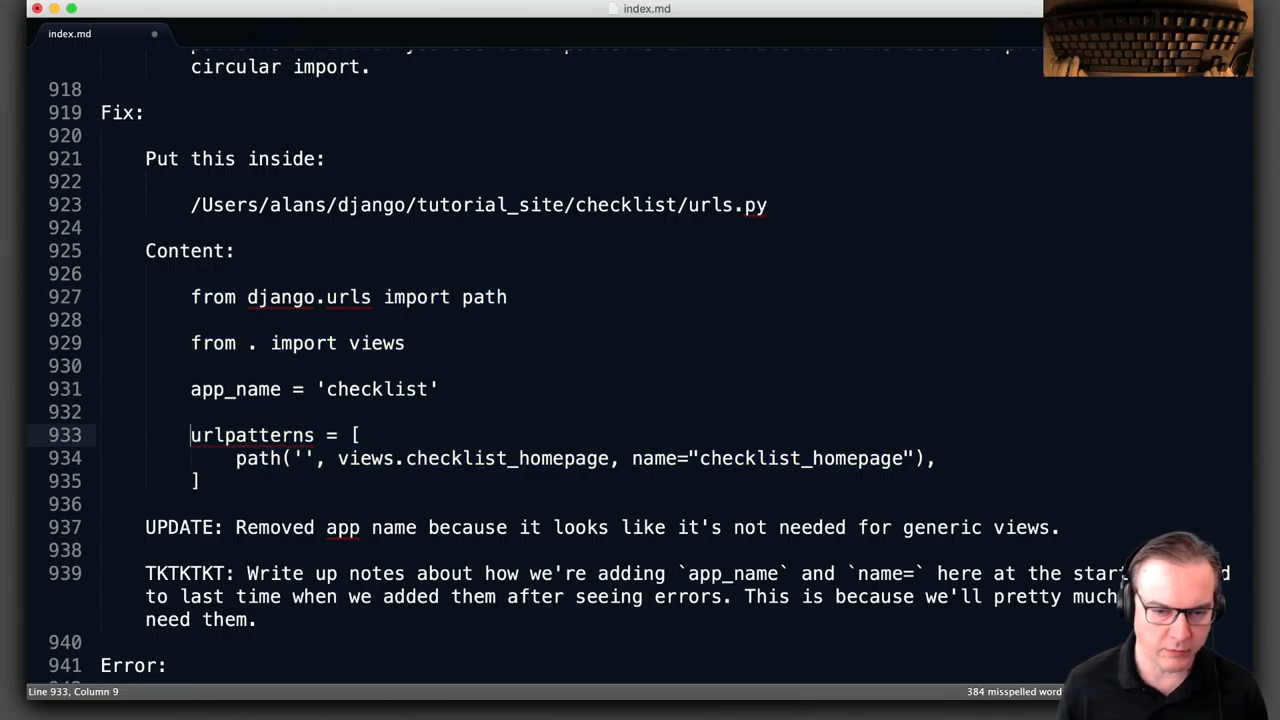 index.md
index.md
circular import.
918
919 Fix:
920
921 Put this inside:
922
923 /Users/alans/django/tutorial_site/checklist/urls.py
924
925 Content:
926
927 from django.urls import path
928
929 from . import views
930
931 app_name = 'checklist'
932
933 urlpatterns = [
934 path('', views.checklist_homepage, name="checklist_homepage"),
935 ]
936
937 UPDATE: Removed app name because it looks like it's not needed for generic views.
938
939 TKTKTKT: Write up notes about how we're adding `app_name` and `name=` here at the
to last time when we added them after seeing errors. This is because we'll pretty much
need them.
940
941 Error:
Line 933, Column 9
384 misspelled